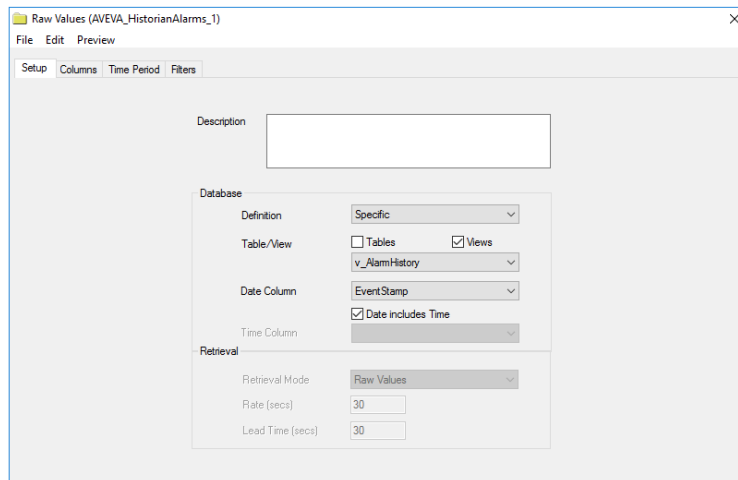 Raw Values (AVEVA_HistorianAlarms_1)
File Edit Preview
Setup Columns Time Period Filters
Description
Database
Definition Specific
Table/View Tables Views
v_AlarmHistory
Date Column EventStamp
Date includes Time
Time Column
Retrieval
Retrieval Mode Raw Values
Rate (secs) 30
Lead Time (secs) 30